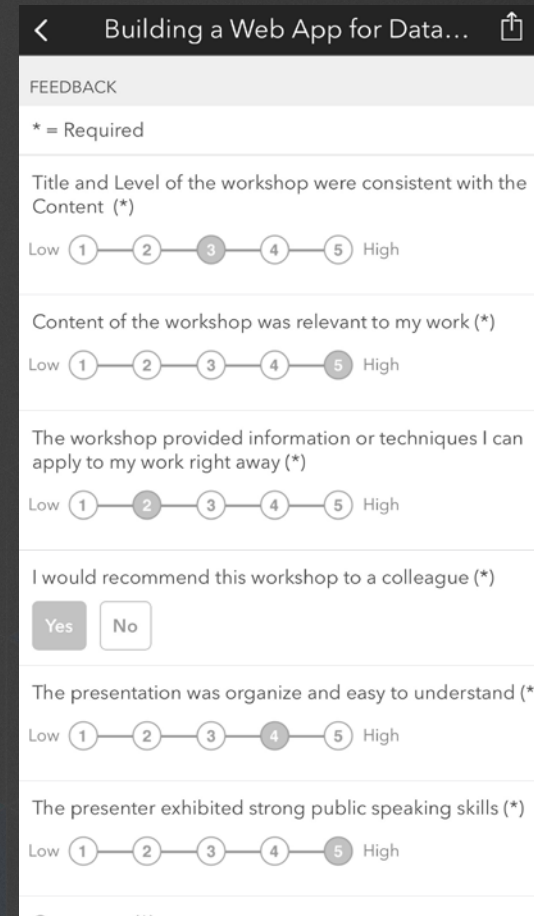 Building a Web App for Data...
FEEDBACK
* = Required
Title and Level of the workshop were consistent with the
Content (*)
Low 1 2 3 4 5 High
Content of the workshop was relevant to my work (*)
Low 1 2 3 4 5 High
The workshop provided information or techniques I can
apply to my work right away (*)
Low 1 2 3 4 5 High
I would recommend this workshop to a colleague (*)
Yes No
The presentation was organize and easy to understand (*
Low 1 2 3 4 5 High
The presenter exhibited strong public speaking skills (*)
Low 1 2 3 4 5 High